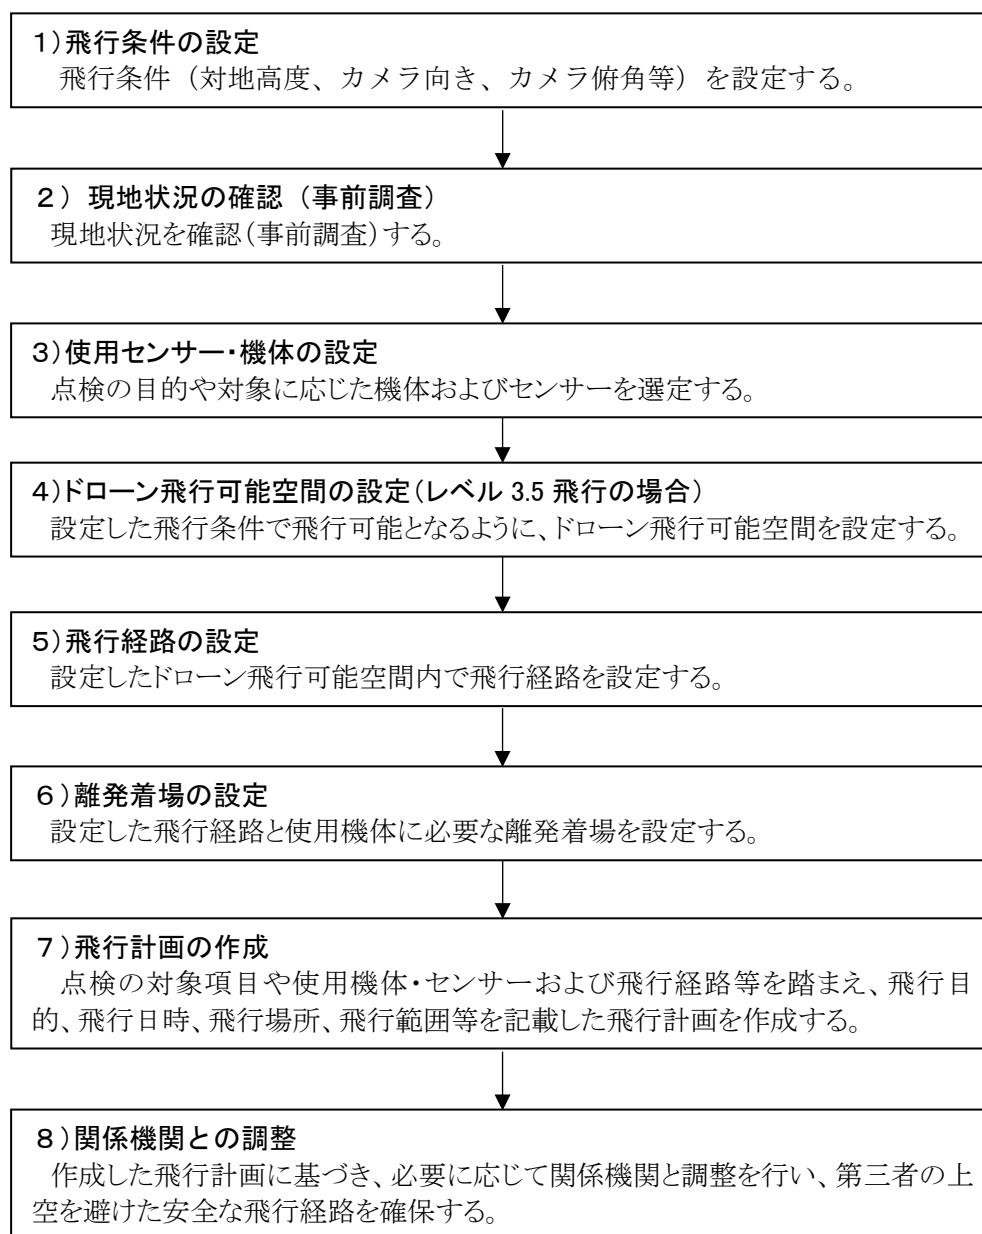 1)飛行条件の設定
飛行条件（対地高度、カメラ向き、カメラ俯角等）を設定する。
２） 現地状況の確認（事前調査）
現地状況を確認(事前調査)する。
3)使用センサー・機体の設定
点検の目的や対象に応じた機体およびセンサーを選定する。
4)ドローン飛行可能空間の設定(レベル 3.5 飛行の場合)
設定した飛行条件で飛行可能となるように、ドローン飛行可能空間を設定する。
5)飛行経路の設定
設定したドローン飛行可能空間内で飛行経路を設定する。
６)離発着場の設定
設定した飛行経路と使用機体に必要な離発着場を設定する。
７)飛行計画の作成
点検の対象項目や使用機体・センサーおよび飛行経路等を踏まえ、飛行目
的、飛行日時、飛行場所、飛行範囲等を記載した飛行計画を作成する。
８)関係機関との調整
作成した飛行計画に基づき、必要に応じて関係機関と調整を行い、第三者の上
空を避けた安全な飛行経路を確保する。